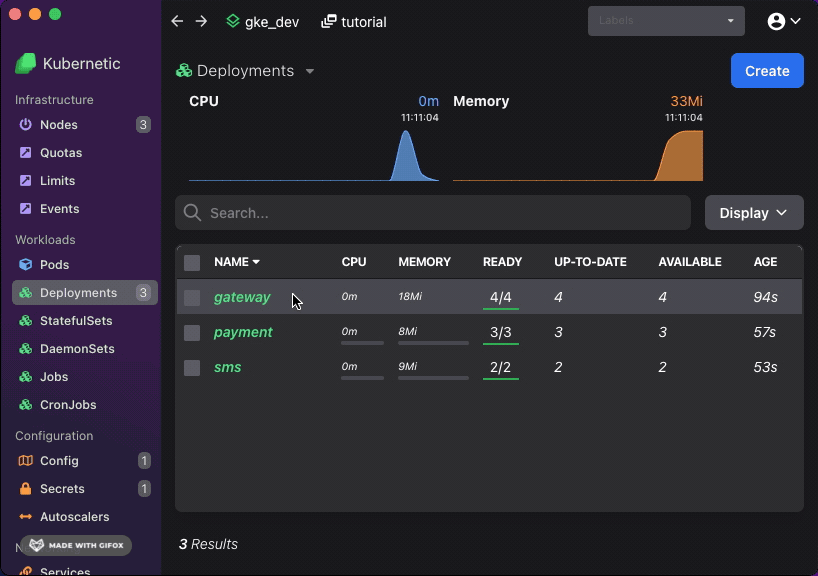 gke_dev
tutorial
Labels
Kubernetic
Infrastructure
Nodes 3
Quotas
Limits
Events
Workloads
Pods
Deployments 3
StatefulSets
DaemonSets
Jobs
CronJobs
Configuration
Config 1
Secrets 1
Autoscalers
N
MADE WITH GIFOX
Services
Deployments
Create
CPU 0m
11:11:04
Memory 33Mi
11:11:04
Search...
Display
NAME CPU MEMORY READY UP-TO-DATE AVAILABLE AGE
gateway 0m 18Mi 4/4 4 4 94s
payment 0m 8Mi 3/3 3 3 57s
sms 0m 9Mi 2/2 2 2 53s
3 Results